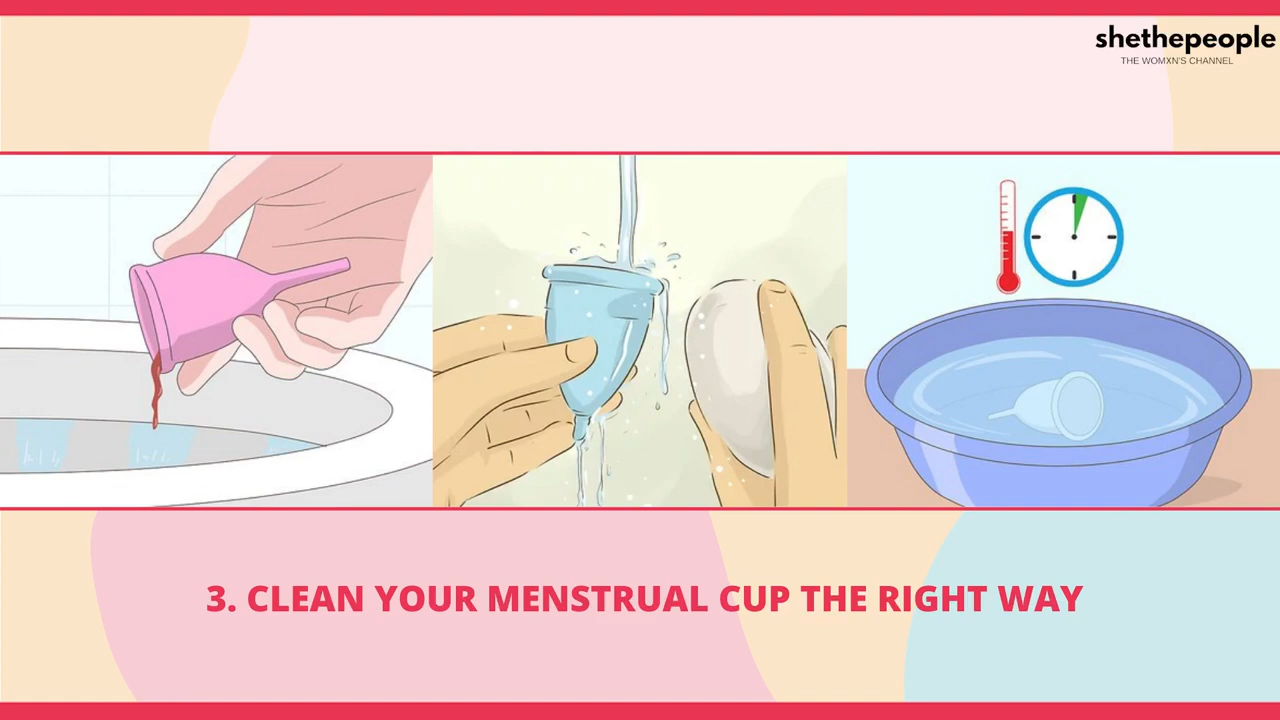 shethepeople
THE WOMXN'S CHANNEL
3. CLEAN YOUR MENSTRUAL CUP THE RIGHT WAY